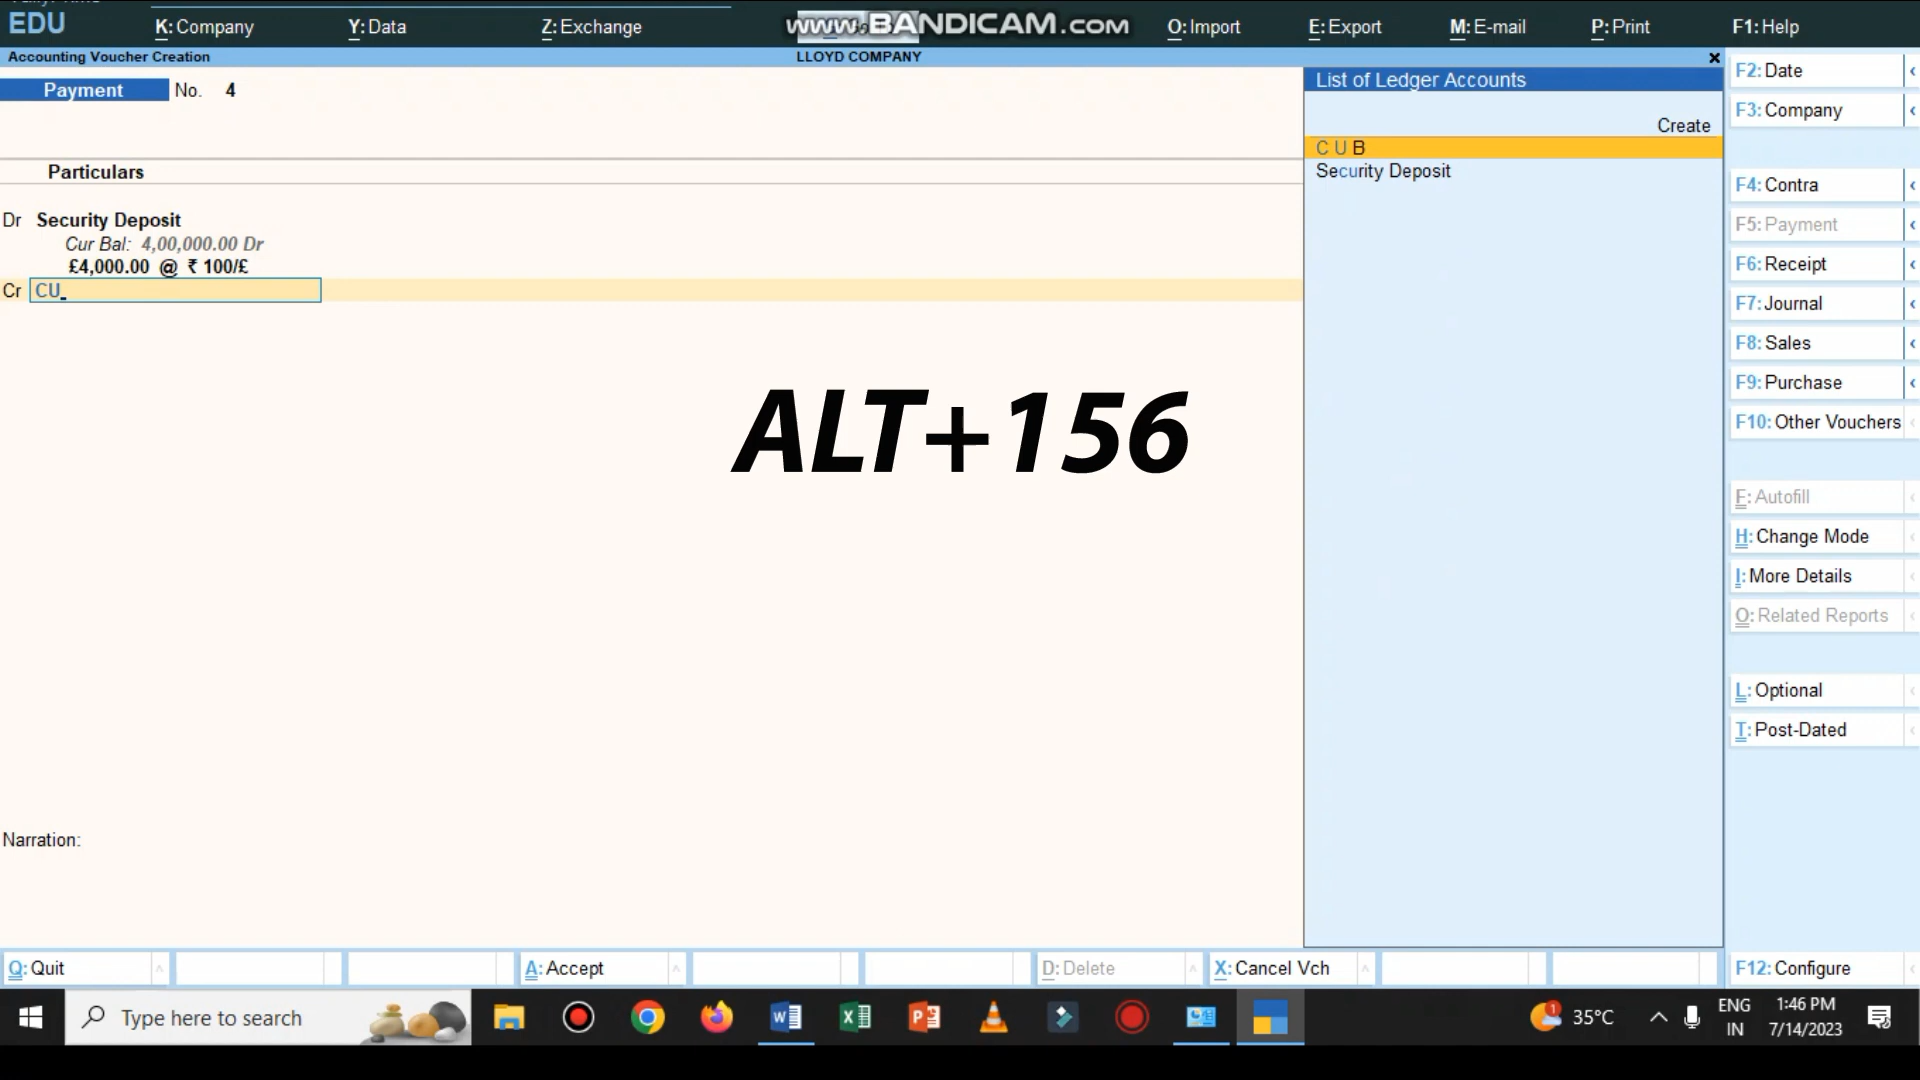 EDU
K: Company
Y: Data
Z: Exchange
www.BANDICAM.com
O: Import
E: Export
M: E-mail
P: Print
F1: Help
Accounting Voucher Creation
LLOYD COMPANY
Payment No. 4
Particulars
Dr Security Deposit
Cur Bal: 4,00,000.00 Dr
£4,000.00 @ ₹ 100/£
Cr CU
ALT+156
Narration:
List of Ledger Accounts
Create
C U B
Security Deposit
F2: Date
F3: Company
F4: Contra
F5: Payment
F6: Receipt
F7: Journal
F8: Sales
F9: Purchase
F10: Other Vouchers
F: Autofill
H: Change Mode
I: More Details
O: Related Reports
L: Optional
T: Post-Dated
Q: Quit
A: Accept
D: Delete
X: Cancel Vch
F12: Configure
Type here to search
35°C
ENG
IN
1:46 PM
7/14/2023